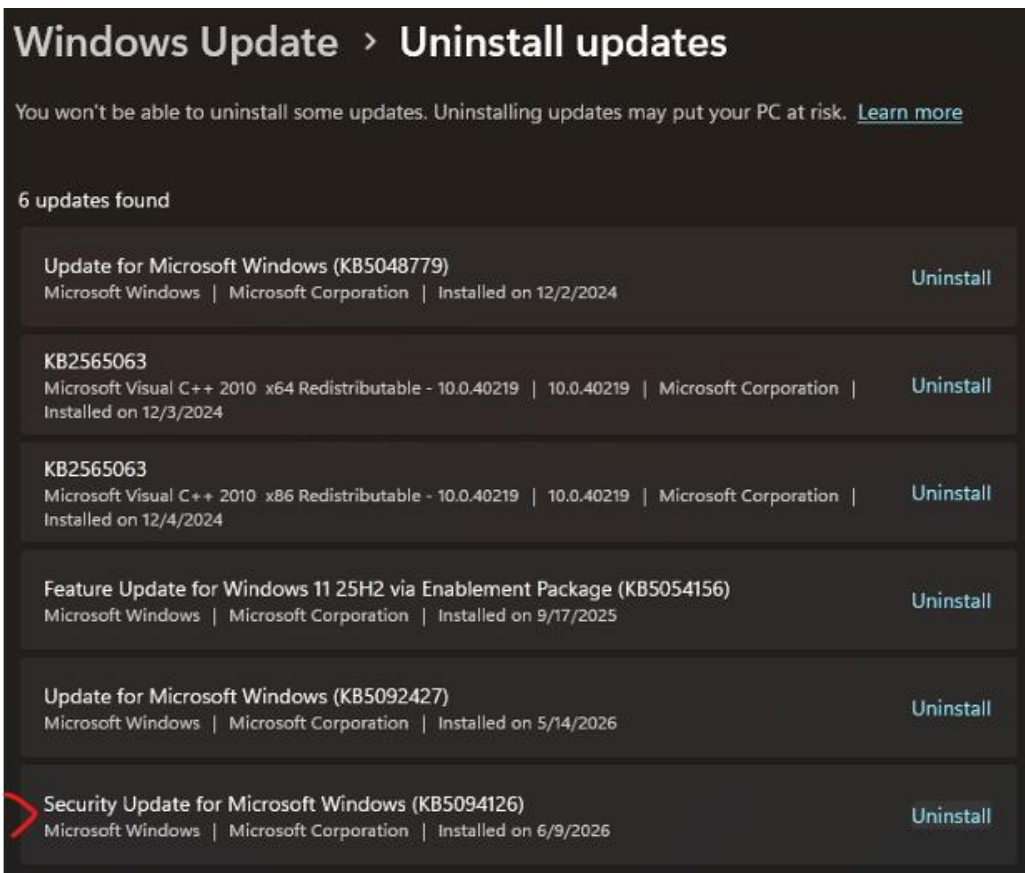 Windows Update > Uninstall updates
You won't be able to uninstall some updates. Uninstalling updates may put your PC at risk. Learn more
6 updates found
Update for Microsoft Windows (KB5048779)
Microsoft Windows | Microsoft Corporation | Installed on 12/2/2024
Uninstall
KB2565063
Microsoft Visual C++ 2010 x64 Redistributable - 10.0.40219 | 10.0.40219 | Microsoft Corporation |
Installed on 12/3/2024
Uninstall
KB2565063
Microsoft Visual C++ 2010 x86 Redistributable - 10.0.40219 | 10.0.40219 | Microsoft Corporation |
Installed on 12/4/2024
Uninstall
Feature Update for Windows 11 25H2 via Enablement Package (KB5054156)
Microsoft Windows | Microsoft Corporation | Installed on 9/17/2025
Uninstall
Update for Microsoft Windows (KB5092427)
Microsoft Windows | Microsoft Corporation | Installed on 5/14/2026
Uninstall
Security Update for Microsoft Windows (KB5094126)
Microsoft Windows | Microsoft Corporation | Installed on 6/9/2026
Uninstall